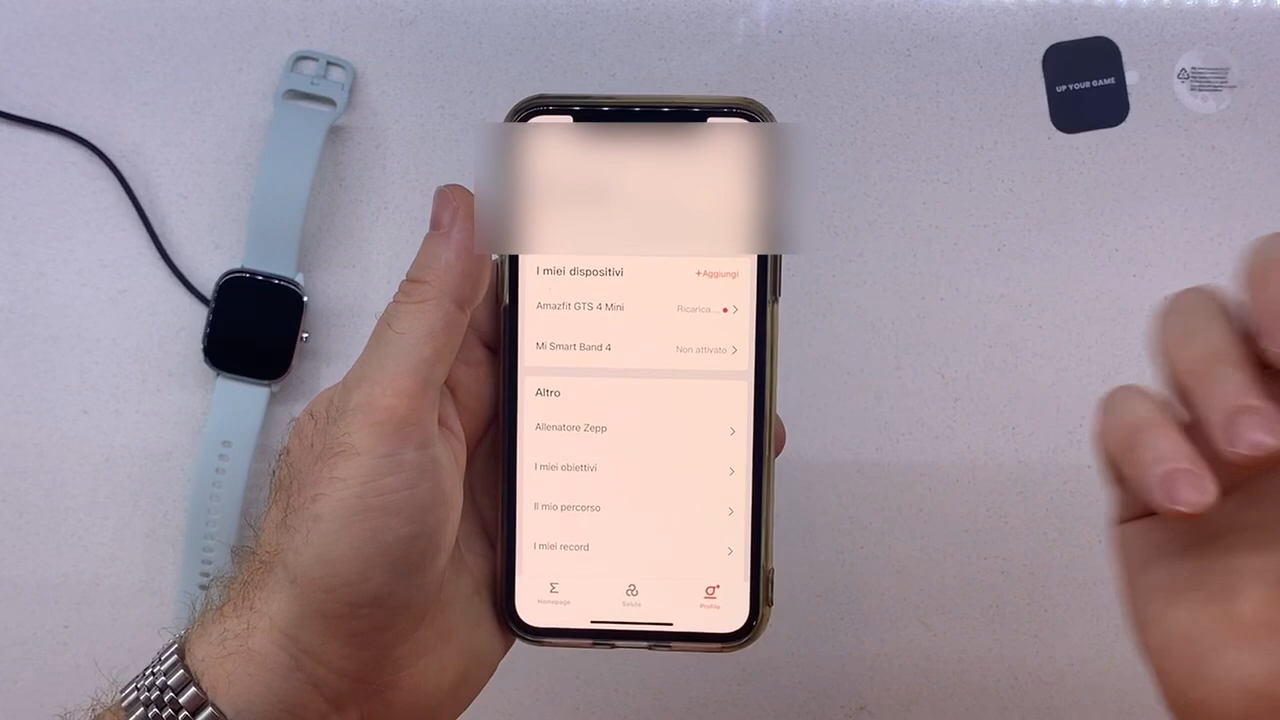 UP YOUR GAME
I miei dispositivi
+Aggiungi
Amazfit GTS 4 Mini
Ricarica...
Mi Smart Band 4
Non attivato
Altro
Allenatore Zepp
I miei obiettivi
Il mio percorso
I miei record
Homepage
Salute
Profilo